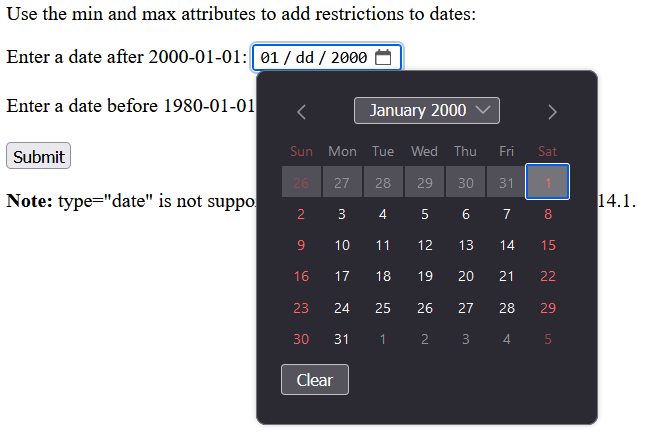 Use the min and max attributes to add restrictions to dates:
Enter a date after 2000-01-01: 01 / dd / 2000
Enter a date before 1980-01-01
January 2000
Sun Mon Tue Wed Thu Fri Sat
26 27 28 29 30 31 1
2 3 4 5 6 7 8
9 10 11 12 13 14 15
16 17 18 19 20 21 22
23 24 25 26 27 28 29
30 31 1 2 3 4 5
Clear
Submit
Note: type="date" is not suppo 14.1.